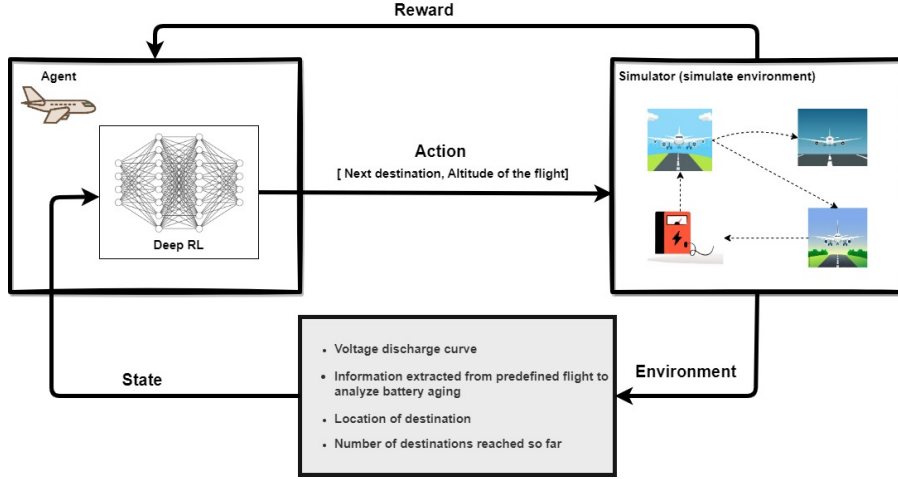 Reward
Agent
Simulator (simulate environment)
Action
[ Next destination, Altitude of the flight]
Deep RL
• Voltage discharge curve
• Information extracted from predefined flight to
analyze battery aging
• Location of destination
• Number of destinations reached so far
State
Environment